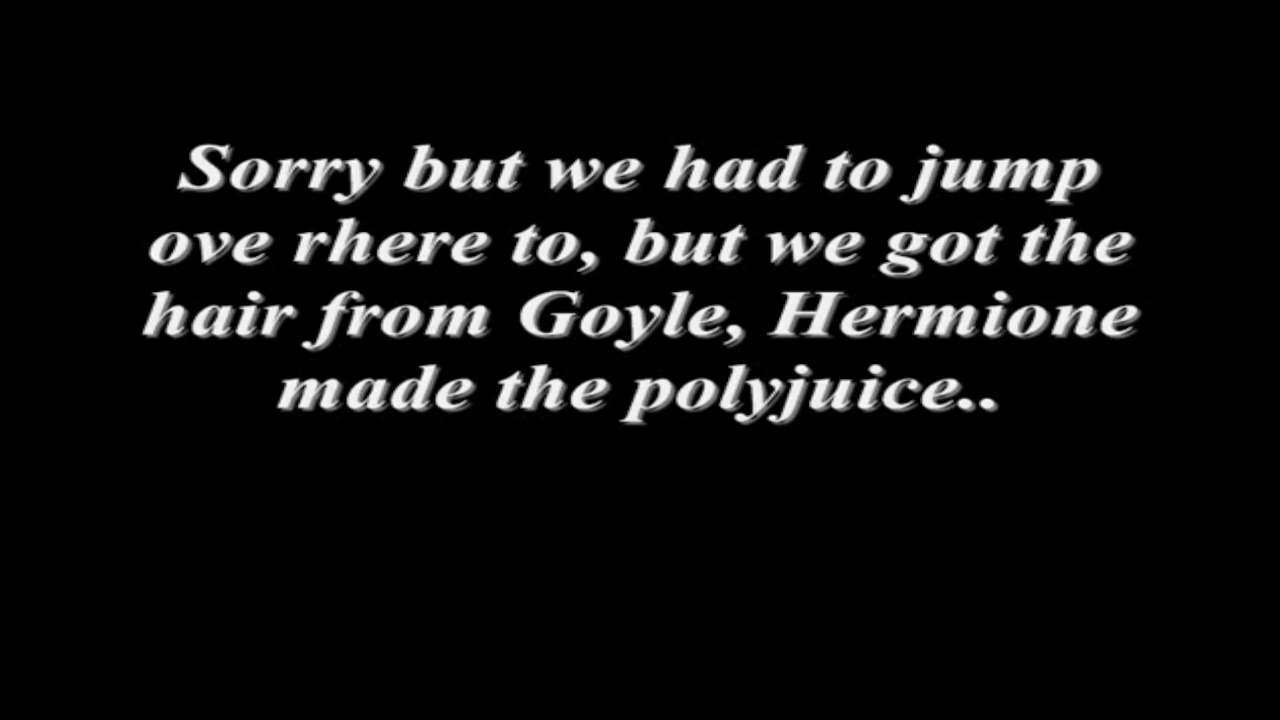 Sorry but we had to jump
ove rhere to, but we got the
hair from Goyle, Hermione
made the polyjuice..